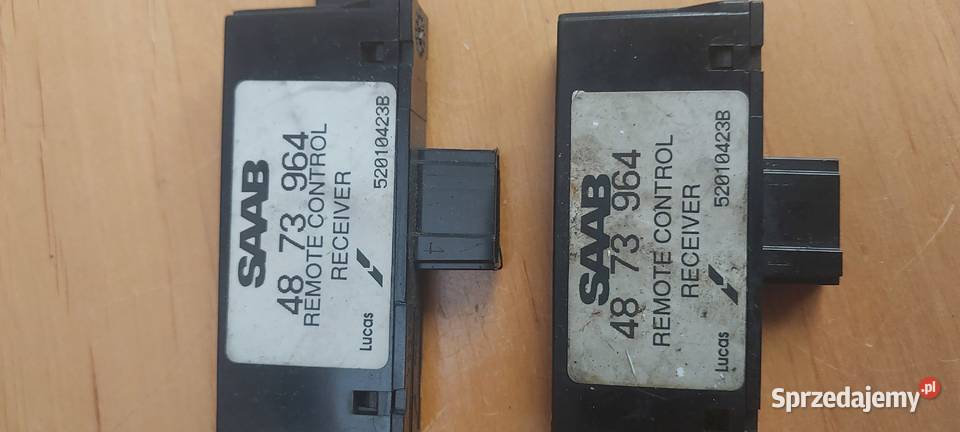 SAAB
48 73 964
REMOTE CONTROL
RECEIVER
52010423B
Lucas
SAAB
48 73 964
REMOTE CONTROL
RECEIVER
52010423B
Lucas
Sprzedajemy.pl